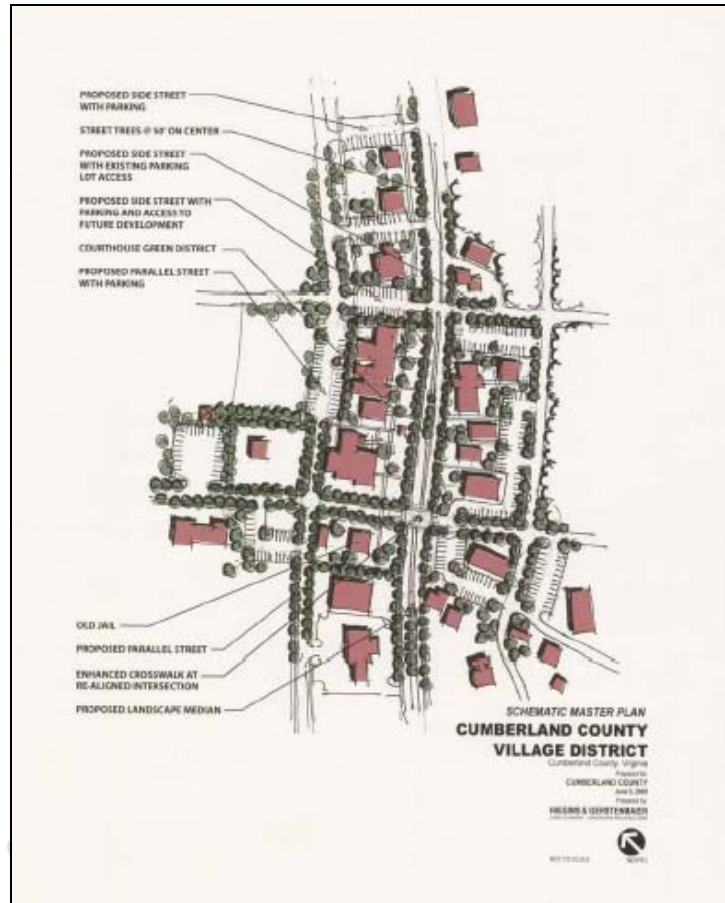 PROPOSED SIDE STREET
WITH PARKING
STREET TREES @ 50' ON CENTER
PROPOSED SIDE STREET
WITH EXISTING PARKING
LOT ACCESS
PROPOSED SIDE STREET WITH
PARKING AND ACCESS TO
FUTURE DEVELOPMENT
COURTHOUSE GREEN DISTRICT
PROPOSED PARALLEL STREET
WITH PARKING
OLD JAIL
PROPOSED PARALLEL STREET
ENHANCED CROSSWALK AT
RE-ALIGNED INTERSECTION
PROPOSED LANDSCAPE MEDIAN
SCHEMATIC MASTER PLAN
CUMBERLAND COUNTY
VILLAGE DISTRICT
Cumberland County, Virginia
Prepared for:
CUMBERLAND COUNTY
Prepared by:
HIGGINS & GERSTENMAIER
NOT TO SCALE
NORTH